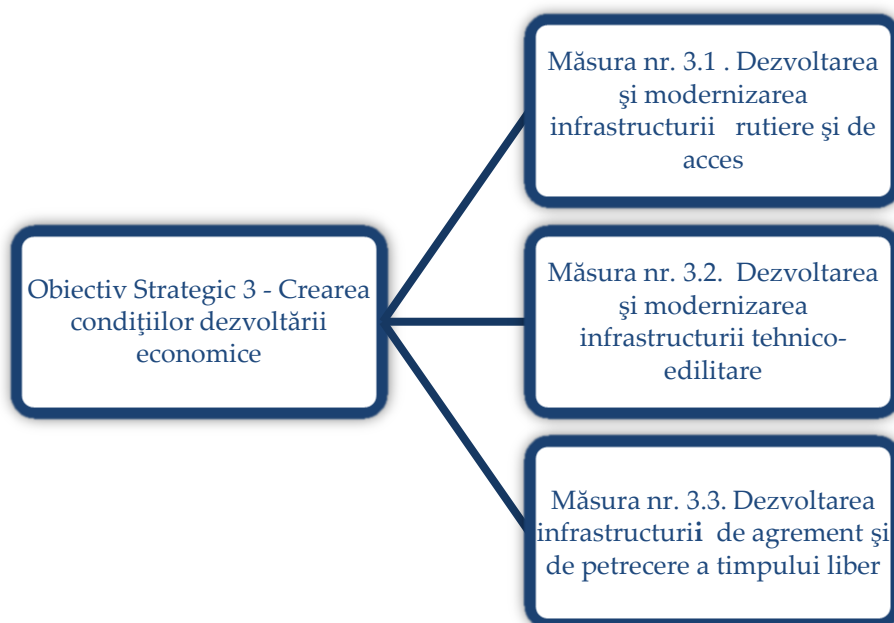 Obiectiv Strategic 3 - Crearea
condiţiilor dezvoltării
economice
Măsura nr. 3.1 . Dezvoltarea
şi modernizarea
infrastructurii rutiere şi de
acces
Măsura nr. 3.2. Dezvoltarea
şi modernizarea
infrastructurii tehnico-
edilitare
Măsura nr. 3.3. Dezvoltarea
infrastructurii de agrement şi
de petrecere a timpului liber